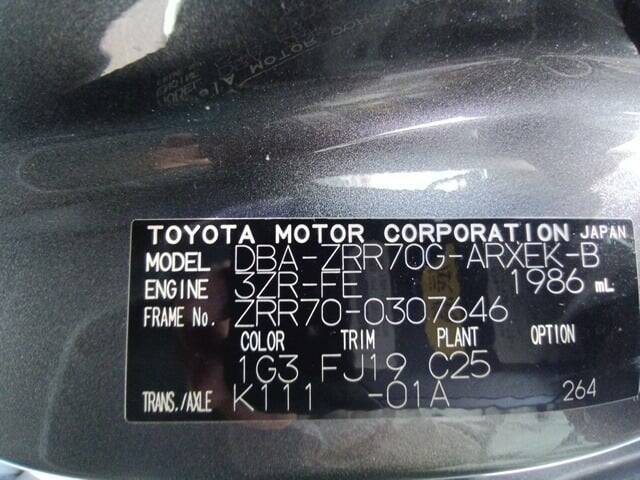 TOYOTA MOTOR CORPORATION JAPAN
MODEL DBA-ZRR70G-ARXEK-B
ENGINE 3ZR-FE 1986 mL
FRAME No. ZRR70-0307646
COLOR TRIM PLANT OPTION
1G3 FJ19 C25
TRANS./AXLE K111 -01A 264